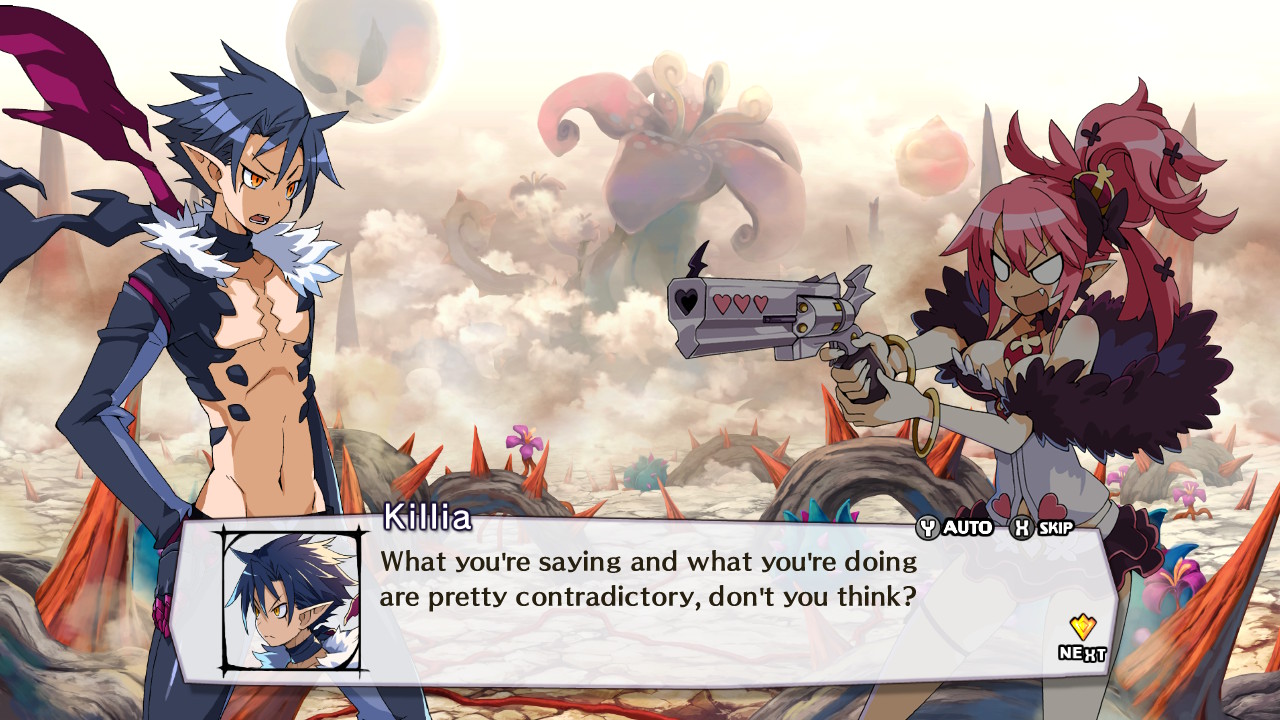 Killia
Y AUTO X SKIP
What you're saying and what you're doing
are pretty contradictory, don't you think?
NEXT